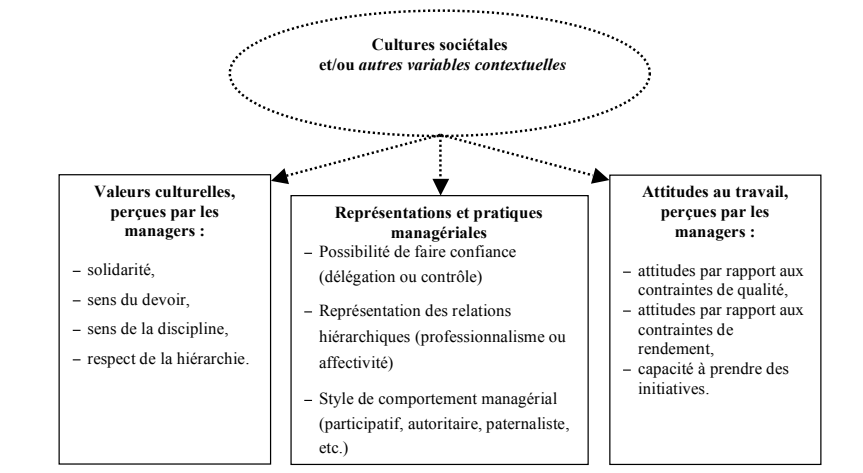 Cultures sociétales
et/ou autres variables contextuelles
Valeurs culturelles,
perçues par les
managers :
– solidarité,
– sens du devoir,
– sens de la discipline,
– respect de la hiérarchie.
Représentations et pratiques
managériales
– Possibilité de faire confiance
(délégation ou contrôle)
– Représentation des relations
hiérarchiques (professionnalisme ou
affectivité)
– Style de comportement managérial
(participatif, autoritaire, paternaliste,
etc.)
Attitudes au travail,
perçues par les
managers :
– attitudes par rapport aux
contraintes de qualité,
– attitudes par rapport aux
contraintes de
rendement,
– capacité à prendre des
initiatives.